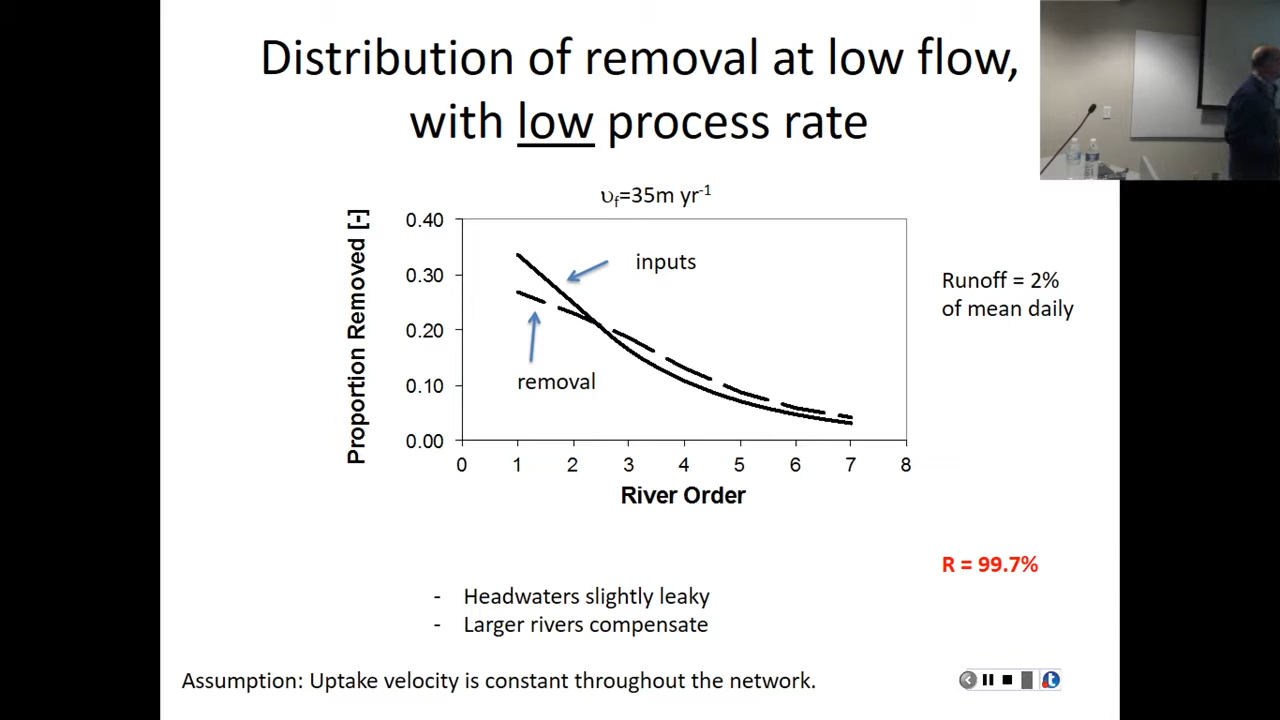 Distribution of removal at low flow,
with low process rate
υf=35m yr-1
Proportion Removed [-]
0.40
0.30
0.20
0.10
0.00
inputs
removal
0 1 2 3 4 5 6 7 8
River Order
Runoff = 2%
of mean daily
R = 99.7%
- Headwaters slightly leaky
- Larger rivers compensate
Assumption: Uptake velocity is constant throughout the network.
t